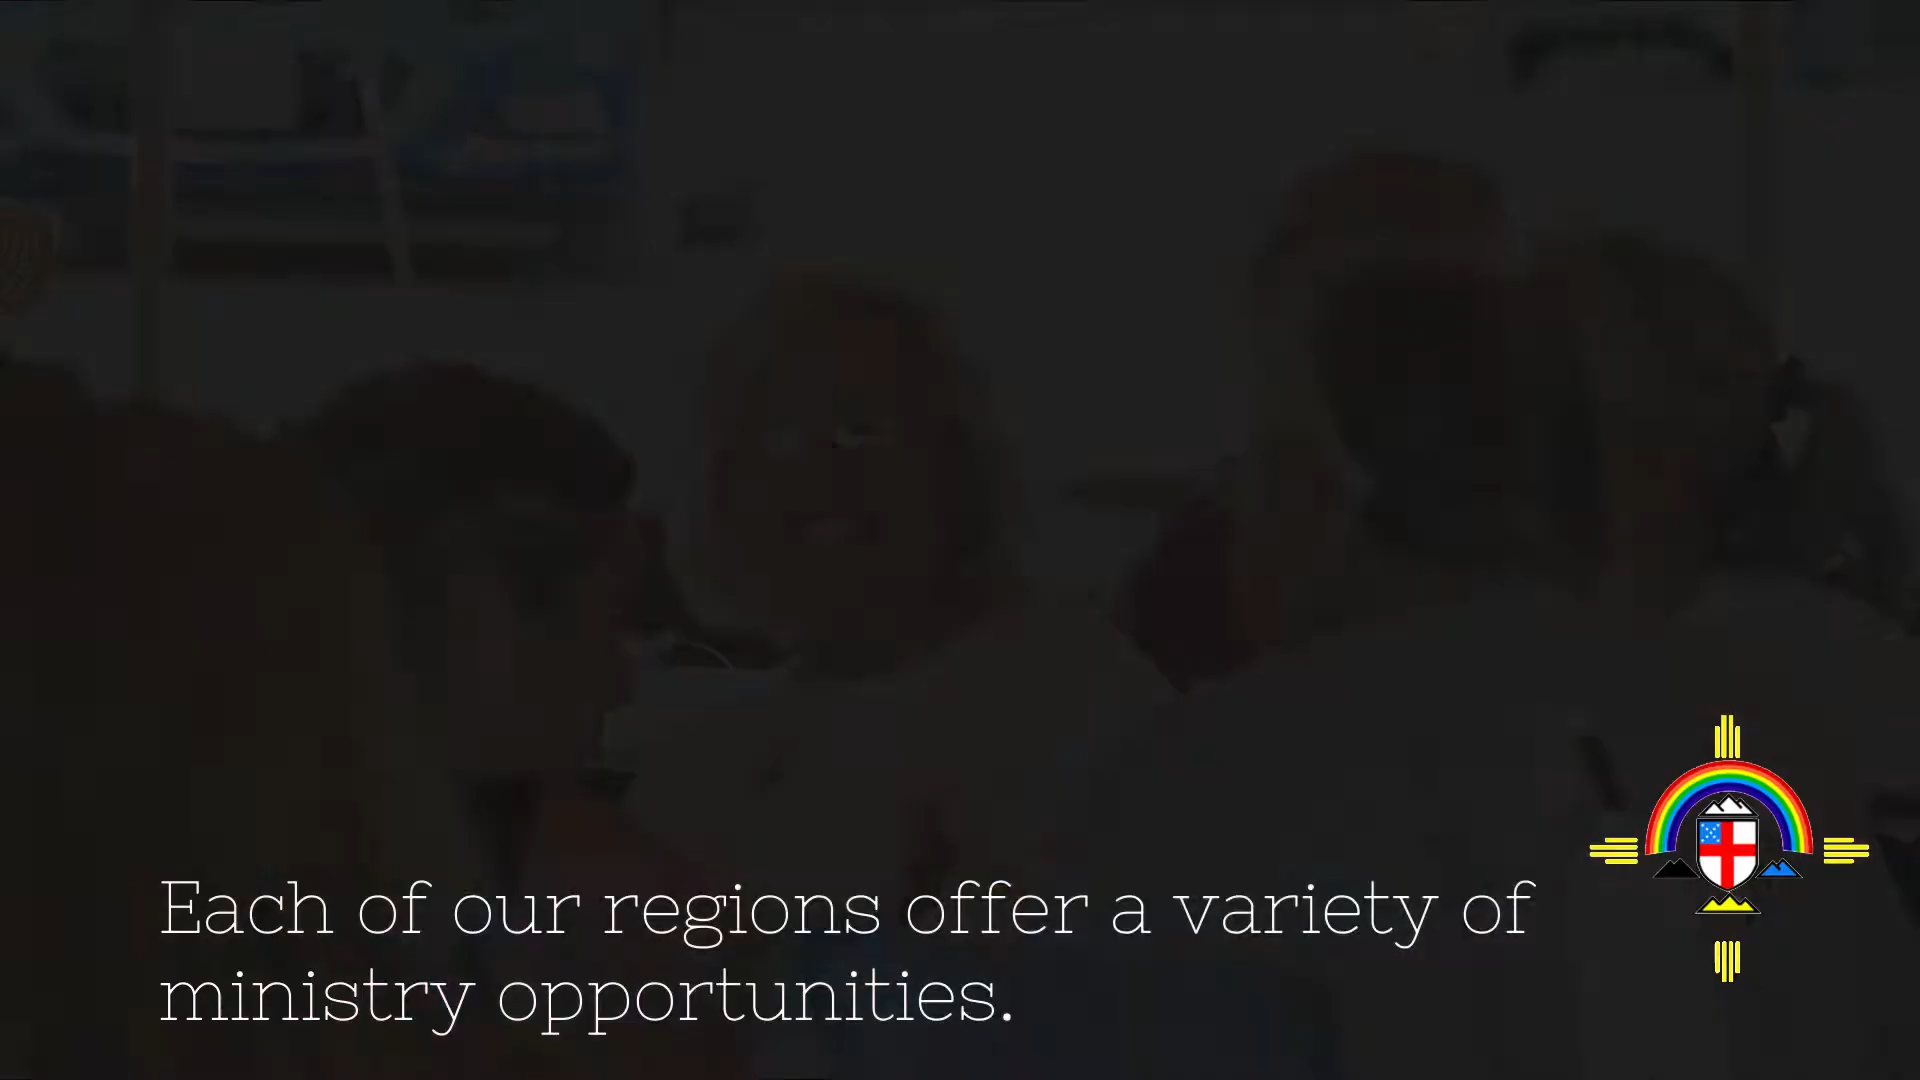 Each of our regions offer a variety of
ministry opportunities.